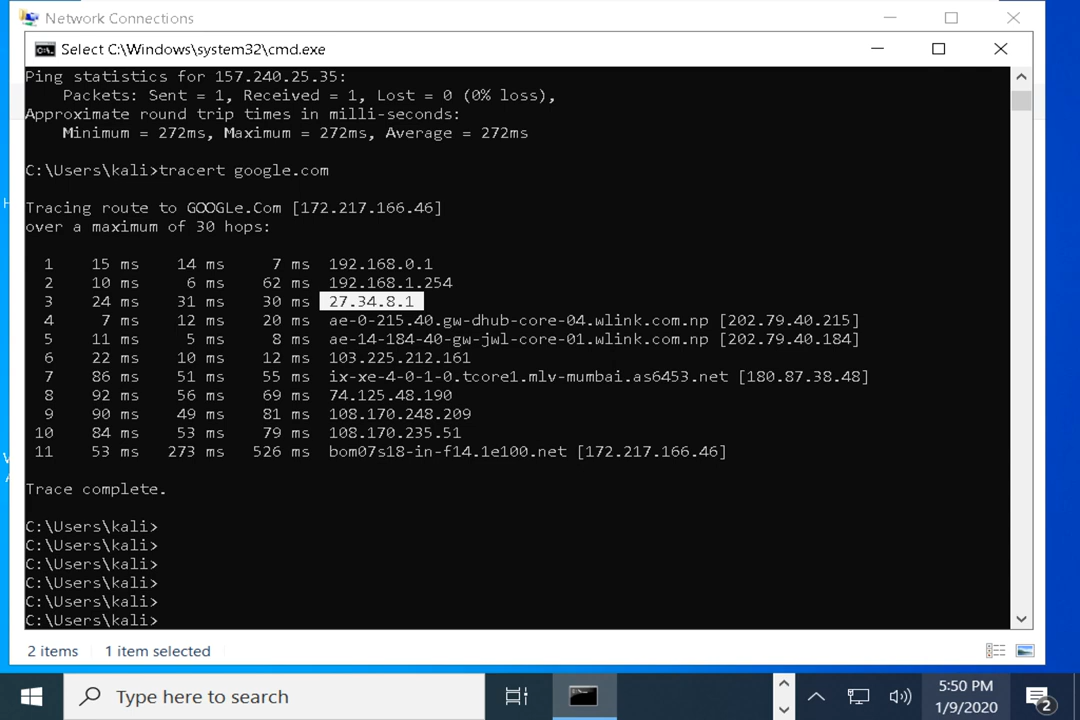 Network Connections
Select C:\Windows\system32\cmd.exe
Ping statistics for 157.240.25.35:
Packets: Sent = 1, Received = 1, Lost = 0 (0% loss),
Approximate round trip times in milli-seconds:
Minimum = 272ms, Maximum = 272ms, Average = 272ms
C:\Users\kali>tracert google.com
Tracing route to GOOGLe.Com [172.217.166.46]
over a maximum of 30 hops:
1 15 ms 14 ms 7 ms 192.168.0.1
2 10 ms 6 ms 62 ms 192.168.1.254
3 24 ms 31 ms 30 ms 27.34.8.1
4 7 ms 12 ms 20 ms ae-0-215.40.gw-dhub-core-04.wlink.com.np [202.79.40.215]
5 11 ms 5 ms 8 ms ae-14-184-40-gw-jwl-core-01.wlink.com.np [202.79.40.184]
6 22 ms 10 ms 12 ms 103.225.212.161
7 86 ms 51 ms 55 ms ix-xe-4-0-1-0.tcore1.mlv-mumbai.as6453.net [180.87.38.48]
8 92 ms 56 ms 69 ms 74.125.48.190
9 90 ms 49 ms 81 ms 108.170.248.209
10 84 ms 53 ms 79 ms 108.170.235.51
11 53 ms 273 ms 526 ms bom07s18-in-f14.1e100.net [172.217.166.46]
Trace complete.
C:\Users\kali>
C:\Users\kali>
C:\Users\kali>
C:\Users\kali>
C:\Users\kali>
C:\Users\kali>
2 items 1 item selected
Type here to search
5:50 PM
1/9/2020
2